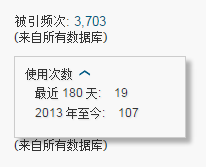 被引频次: 3,703
(来自所有数据库)
使用次数
最近 180 天: 19
2013 年至今: 107
(来自所有数据库)